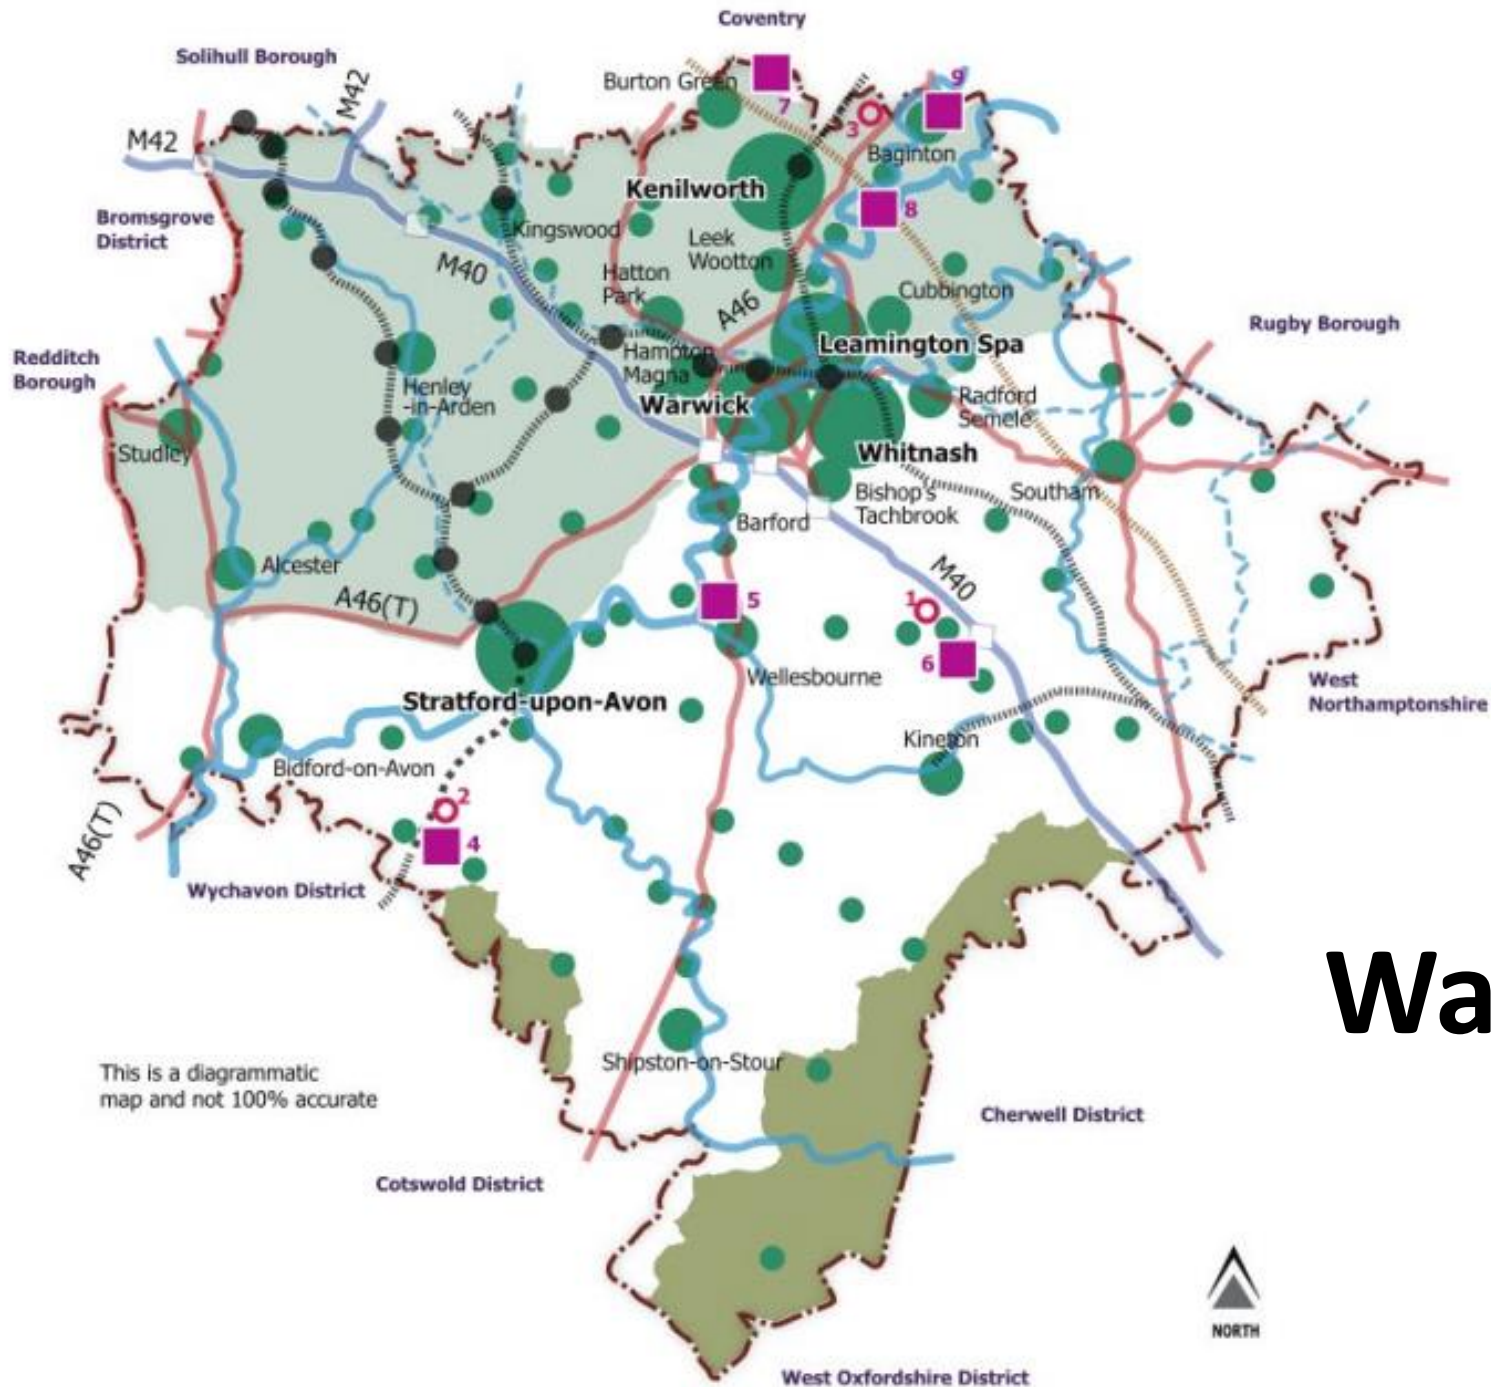 Coventry
Solihull Borough
M42
Burton Green
9
7
3
M42
Baginton
Kenilworth
8
Bromsgrove
District
Kingswood
Leek
Wootton
M40
Hatton
Park
Cubbington
A46
Rugby Borough
Leamington Spa
Redditch
Borough
Hampton
Magna
Henley
-in-Arden
Radford
Semele
Warwick
Studley
Whitnash
Bishop's
Tachbrook
Southam
Barford
Alcester
M40
A46(T)
5
1
6
Wellesbourne
West
Northamptonshire
Stratford-upon-Avon
Kineton
Bidford-on-Avon
2
A46(T)
4
Wychavon District
Wa
Shipston-on-Stour
This is a diagrammatic
map and not 100% accurate
Cherwell District
Cotswold District
NORTH
West Oxfordshire District